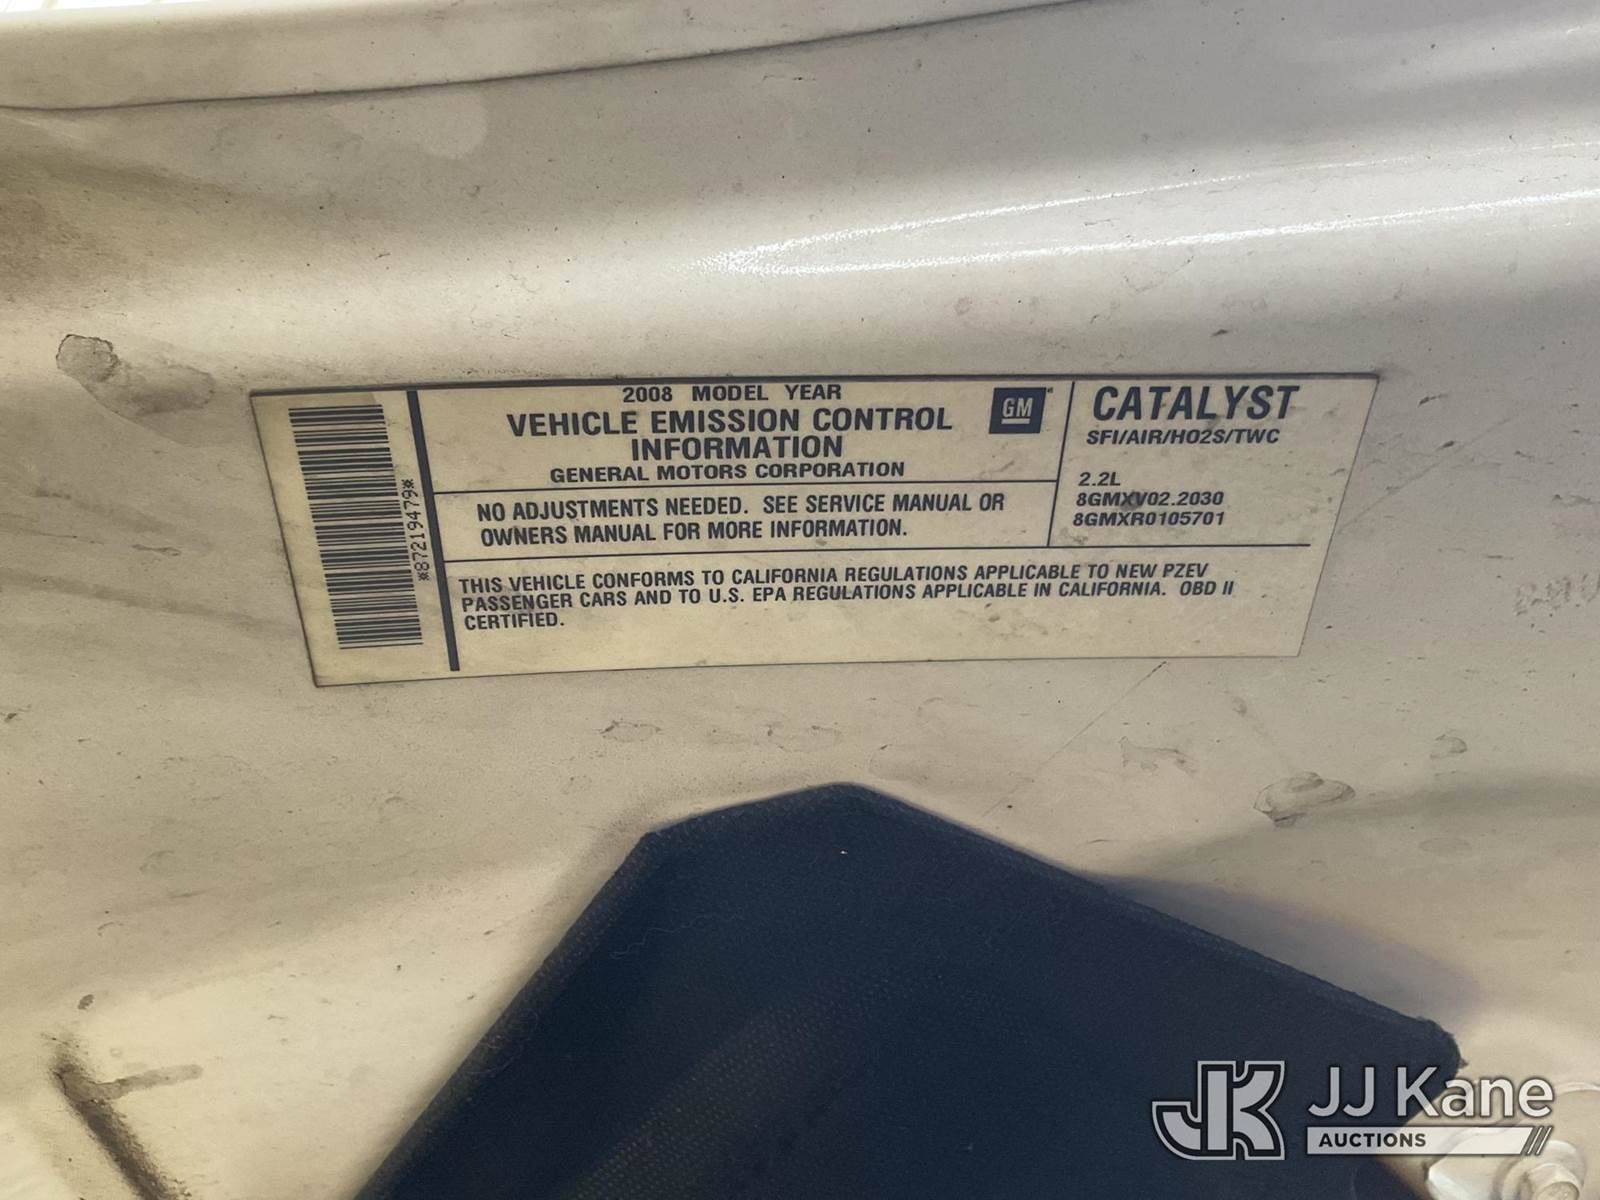 2008 MODEL YEAR
VEHICLE EMISSION CONTROL
INFORMATION
GENERAL MOTORS CORPORATION
GM
NO ADJUSTMENTS NEEDED. SEE SERVICE MANUAL OR
OWNERS MANUAL FOR MORE INFORMATION.
CATALYST
SFI/AIR/HO2S/TWC
2.2L
8GMXV02.2030
8GMXR0105701
THIS VEHICLE CONFORMS TO CALIFORNIA REGULATIONS APPLICABLE TO NEW PZEV
PASSENGER CARS AND TO U.S. EPA REGULATIONS APPLICABLE IN CALIFORNIA. OBD II
CERTIFIED.
*87219479*
JK
JJ Kane
AUCTIONS